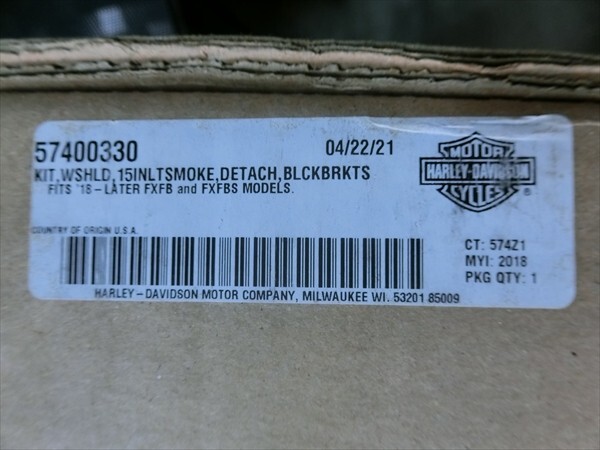 57400330 04/22/21
KIT,WSHLD,15INLTSMOKE,DETACH,BLCKBRKTS
FITS '18-LATER FXFB and FXFBS MODELS.
MOTOR
HARLEY-DAVIDSON
CYCLES
®
COUNTRY OF ORIGIN U.S.A.
CT: 574Z1
MYI: 2018
PKG QTY: 1
HARLEY-DAVIDSON MOTOR COMPANY, MILWAUKEE WI. 53201 85009